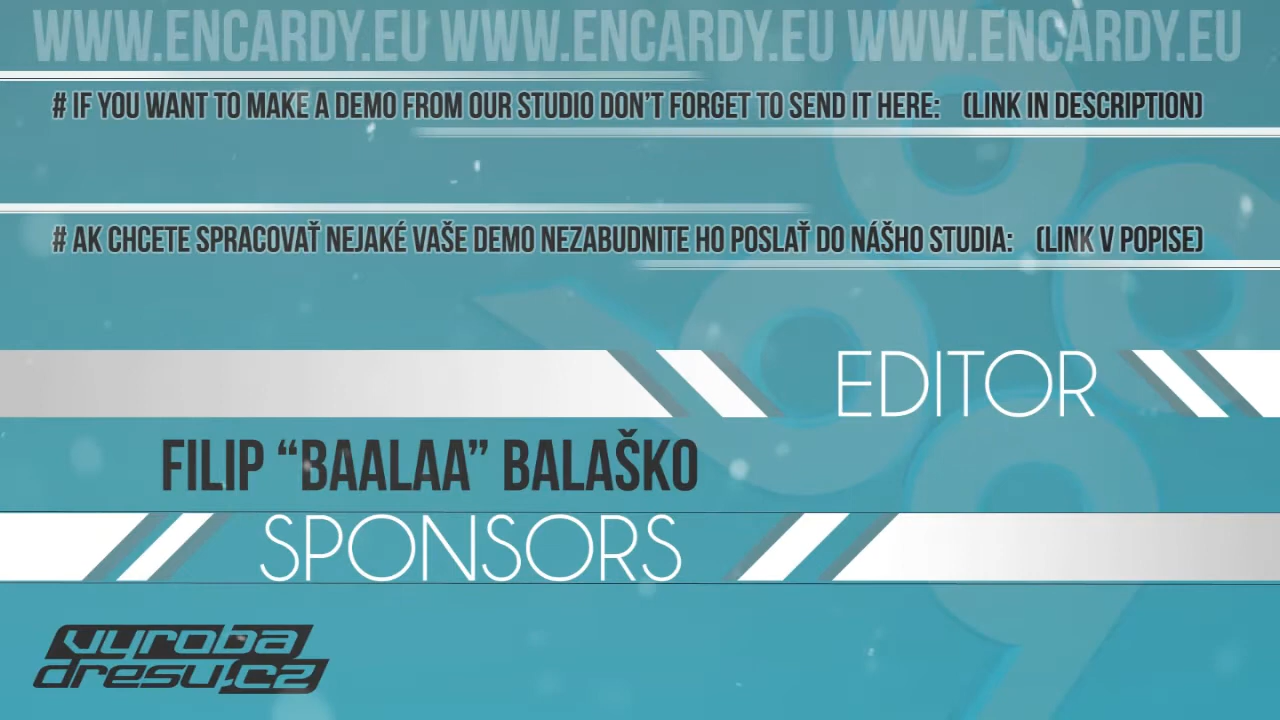 WWW.ENCARDY.EU WWW.ENCARDY.EU WWW.ENCARDY.EU
# IF YOU WANT TO MAKE A DEMO FROM OUR STUDIO DON'T FORGET TO SEND IT HERE: (LINK IN DESCRIPTION)
# AK CHCETE SPRACOVAŤ NEJAKÉ VAŠE DEMO NEZABUDNITE HO POSLAŤ DO NÁŠHO STUDIA: (LINK V POPISE)
EDITOR
FILIP “BAALAA” BALAŠKO
SPONSORS
vyroba
dresu.cz